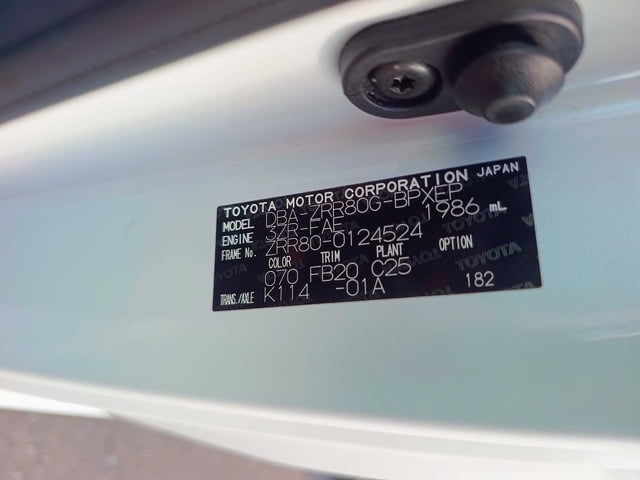 TOYOTA MOTOR CORPORATION JAPAN
MODEL DBA-ZRR80G-BPXEP
ENGINE 3ZR-FAE 1986 mL
FRAME No. ZRR80-0124524
COLOR TRIM PLANT OPTION
070 FB20 C25
TRANS./AXLE K114 -01A 182